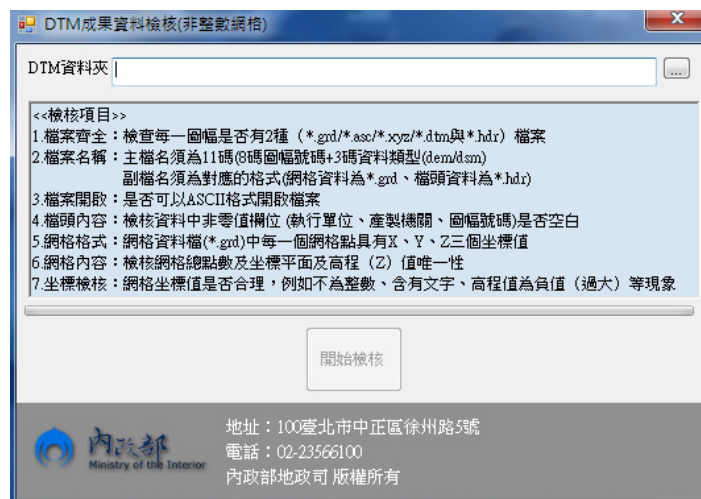 DTM成果資料檢核(非整數網格)
DTM資料夾
...
<<檢核項目>>
1.檔案齊全：檢查每一圖幅是否有2種（*.grd/*.asc/*.xyz/*.dtm與*.hdr）檔案
2.檔案名稱：主檔名須為11碼(8碼圖幅號碼+3碼資料類型(dem/dsm)
副檔名須為對應的格式(網格資料為*.grd、檔頭資料為*.hdr)
3.檔案開啟：是否可以ASCII格式開啟檔案
4.檔頭內容：檢核資料中非零值欄位 (執行單位、產製機關、圖幅號碼)是否空白
5.網格格式：網格資料檔(*.grd)中每一個網格點具有X、Y、Z三個坐標值
6.網格內容：檢核網格總點數及坐標平面及高程（Z）值唯一性
7.坐標檢核：網格坐標值是否合理，例如不為整數、含有文字、高程值為負值（過大）等現象
開始檢核
內政部
Ministry of the Interior
地址：100臺北市中正區徐州路5號
電話：02-23566100
內政部地政司 版權所有